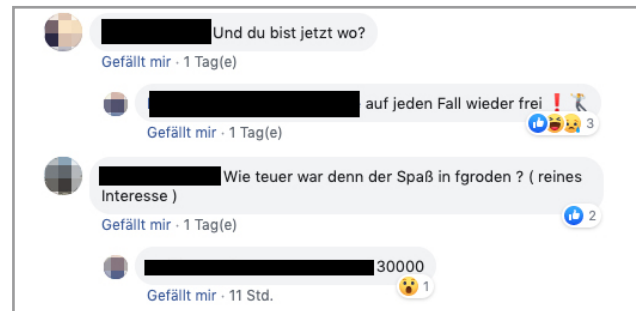 Und du bist jetzt wo?
Gefällt mir · 1 Tag(e)
auf jeden Fall wieder frei ❗
3
Gefällt mir · 1 Tag(e)
Wie teuer war denn der Spaß in fgroden ? ( reines
Interesse )
2
Gefällt mir · 1 Tag(e)
30000
1
Gefällt mir · 11 Std.